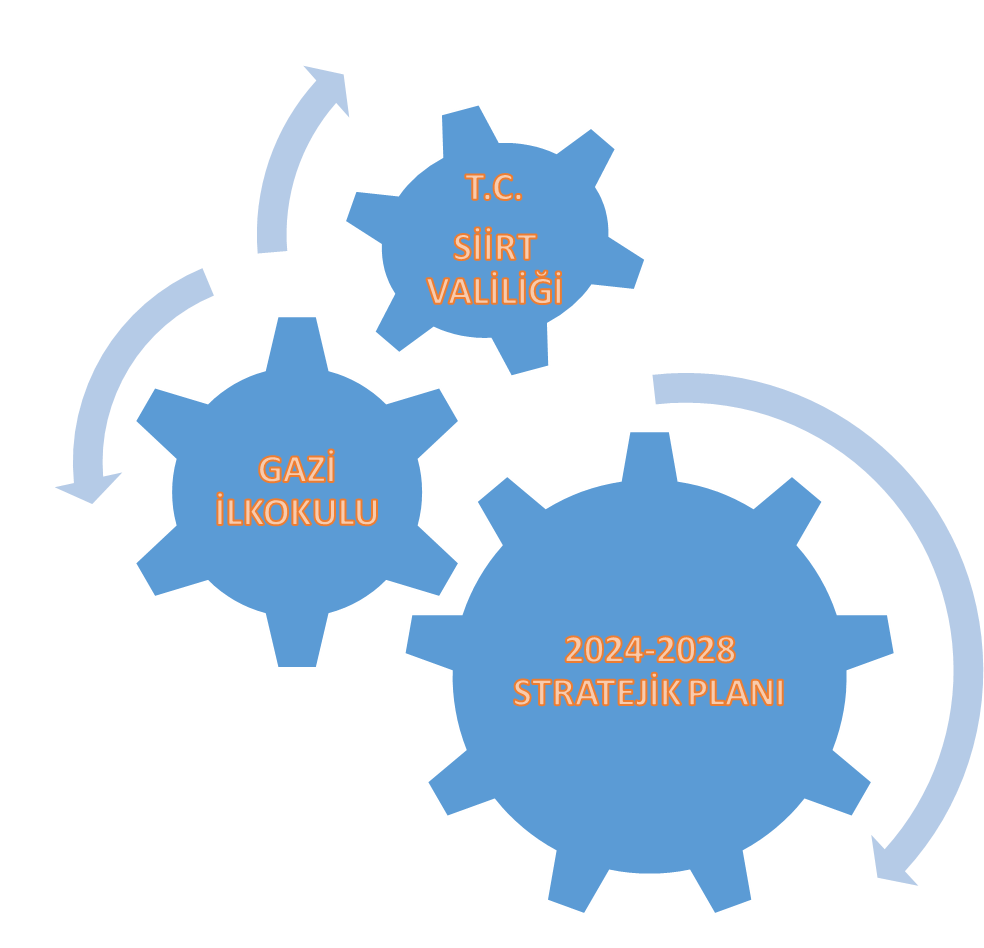 T.C.
SİİRT
VALİLİĞİ
GAZİ
İLKOKULU
2024-2028
STRATEJİK PLANI